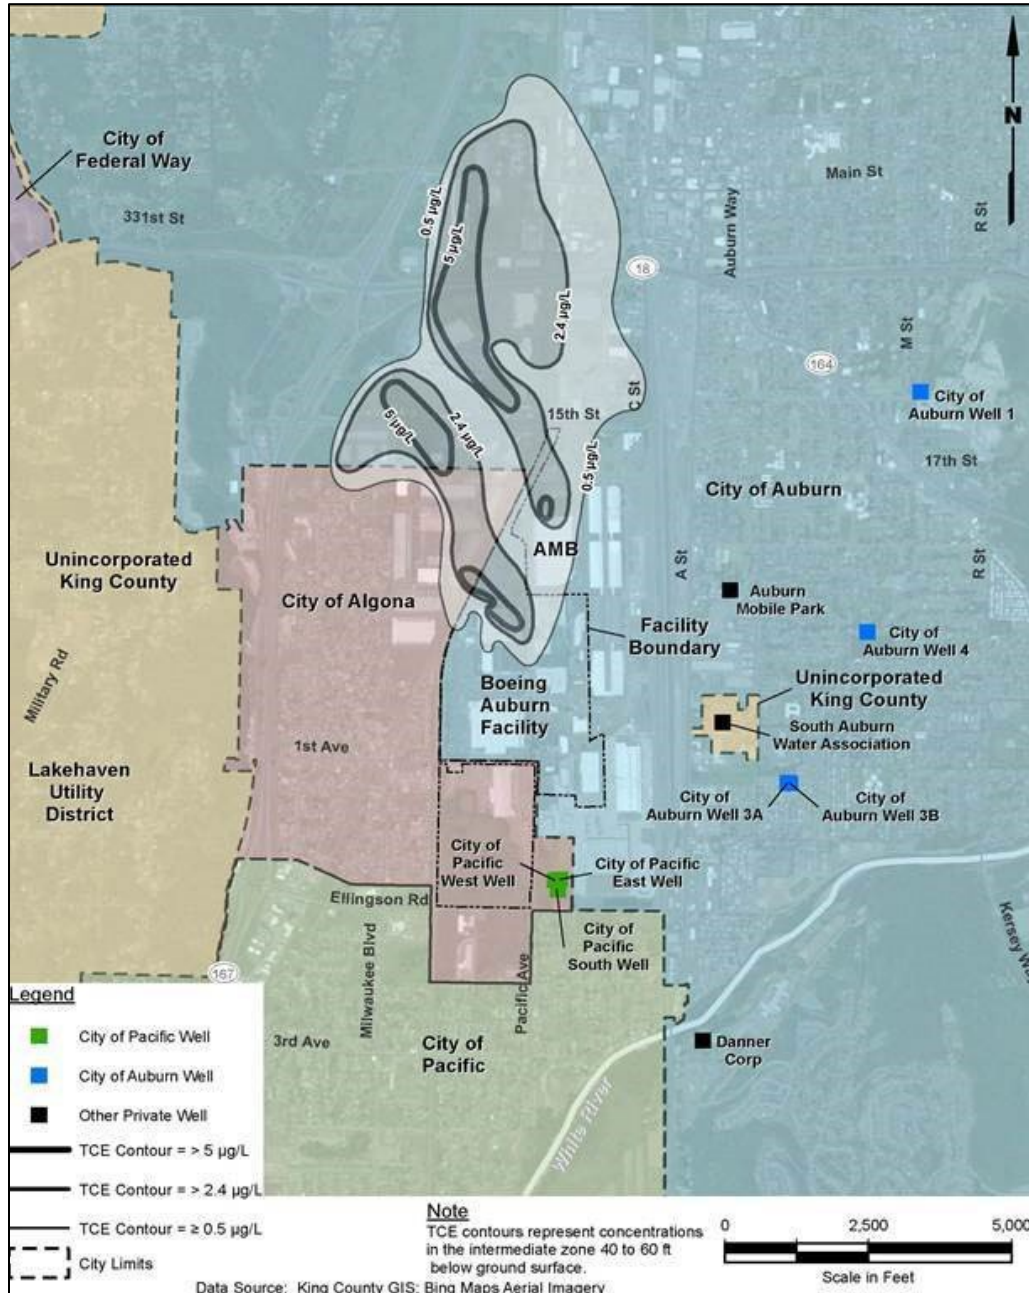 N
City of
Federal Way
331st St
Main St
R St
Auburn Way
18
0.5 µg/L
5 µg/L
2.4 µg/L
M St
164
City of
Auburn Well 1
C St
15th St
5 µg/L
2.4 µg/L
0.5 µg/L
17th St
City of Auburn
AMB
A St
R St
Unincorporated
King County
City of Algona
Auburn
Mobile Park
Facility
Boundary
City of
Auburn Well 4
Military Rd
Boeing
Auburn
Facility
Unincorporated
King County
South Auburn
Water Association
1st Ave
Lakehaven
Utility
District
City of
Auburn Well 3A
City of
Auburn Well 3B
City of
Pacific
West Well
City of Pacific
East Well
Ellingson Rd
City of
Pacific
South Well
Milwaukee Blvd
Pacific Ave
167
3rd Ave
City of
Pacific
Danner
Corp
White River
Legend
City of Pacific Well
City of Auburn Well
Other Private Well
TCE Contour = > 5 µg/L
TCE Contour = > 2.4 µg/L
TCE Contour = ≥ 0.5 µg/L
City Limits
Note
TCE contours represent concentrations
in the intermediate zone 40 to 60 ft
below ground surface.
0 2,500 5,000
Scale in Feet
Data Source: King County GIS; Bing Maps Aerial Imagery